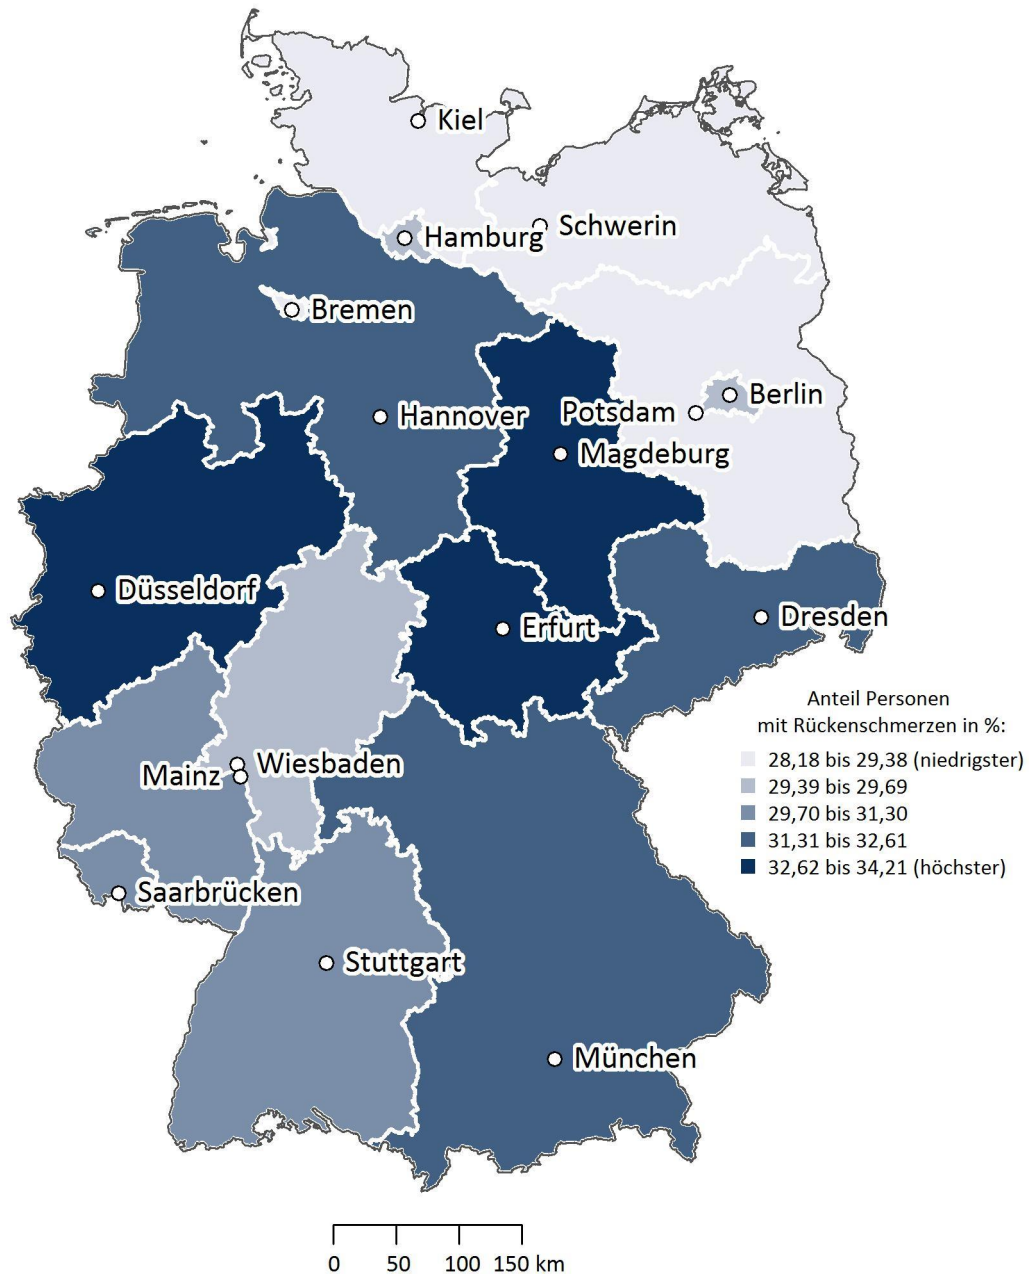 Kiel
Schwerin
Hamburg
Bremen
Berlin
Potsdam
Hannover
Magdeburg
Düsseldorf
Erfurt
Dresden
Anteil Personen
mit Rückenschmerzen in %:
28,18 bis 29,38 (niedrigster)
29,39 bis 29,69
29,70 bis 31,30
31,31 bis 32,61
32,62 bis 34,21 (höchster)
Wiesbaden
Mainz
Saarbrücken
Stuttgart
München
0 50 100 150 km